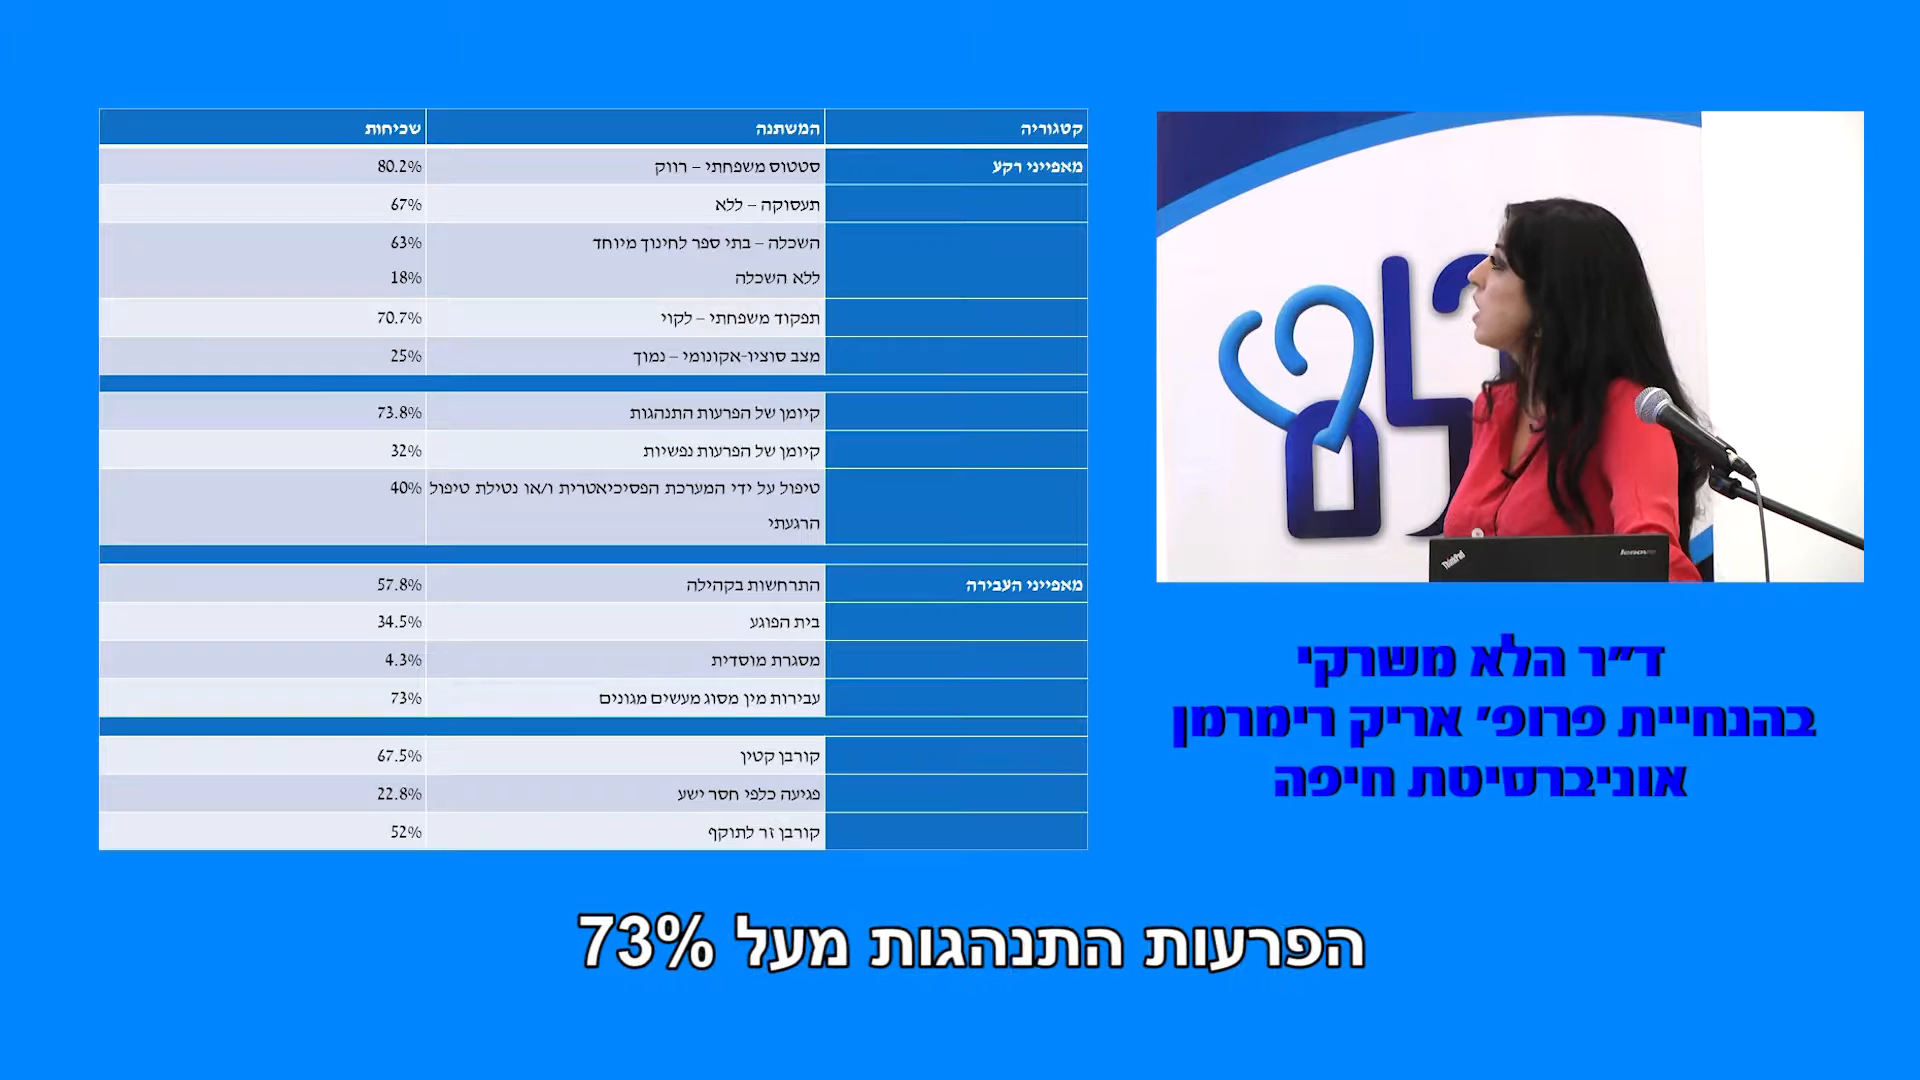 קטגוריה המשתנה שכיחות
מאפייני רקע סטטוס משפחתי – רווק 80.2%
תעסוקה – ללא 67%
השכלה – בתי ספר לחינוך מיוחד 63%
ללא השכלה 18%
תפקוד משפחתי – לקוי 70.7%
מצב סוציו-אקונומי – נמוך 25%
קיומן של הפרעות התנהגות 73.8%
קיומן של הפרעות נפשיות 32%
טיפול על ידי המערכת הפסיכיאטרית ו/או נטילת טיפול 40%
הרגעתי
מאפייני העבירה התרחשות בקהילה 57.8%
בית הפוגע 34.5%
מסגרת מוסדית 4.3%
עבירות מין מסוג מעשים מגונים 73%
קורבן קטין 67.5%
פגיעה כלפי חסר ישע 22.8%
קורבן זר לתוקף 52%
ThinkPad
lenovo
ד״ר הלא משרקי
בהנחיית פרופ׳ אריק רימרמן
אוניברסיטת חיפה
הפרעות התנהגות מעל 73%